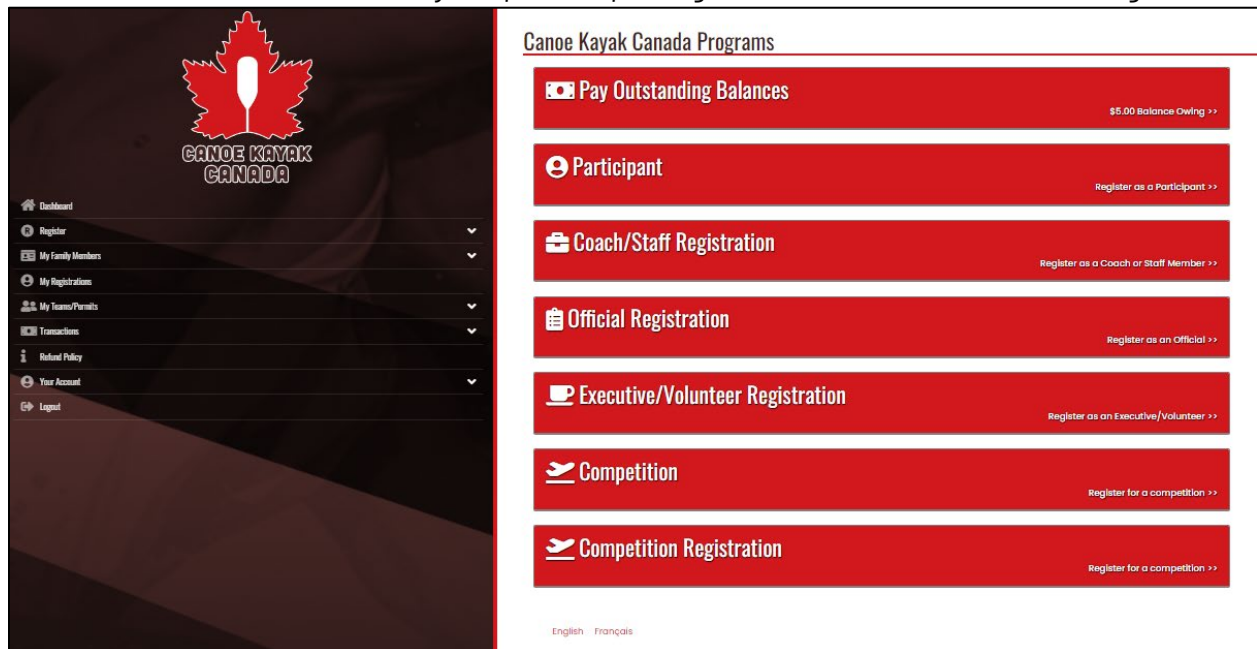 CANOE KAYAK
CANADA
Dashboard
Register
My Family Members
My Registrations
My Teams/Permits
Transactions
Refund Policy
Your Account
Logout
Canoe Kayak Canada Programs
Pay Outstanding Balances
$5.00 Balance Owing >>
Participant
Register as a Participant >>
Coach/Staff Registration
Register as a Coach or Staff Member >>
Official Registration
Register as an Official >>
Executive/Volunteer Registration
Register as an Executive/Volunteer >>
Competition
Register for a competition >>
Competition Registration
Register for a competition >>
English Français